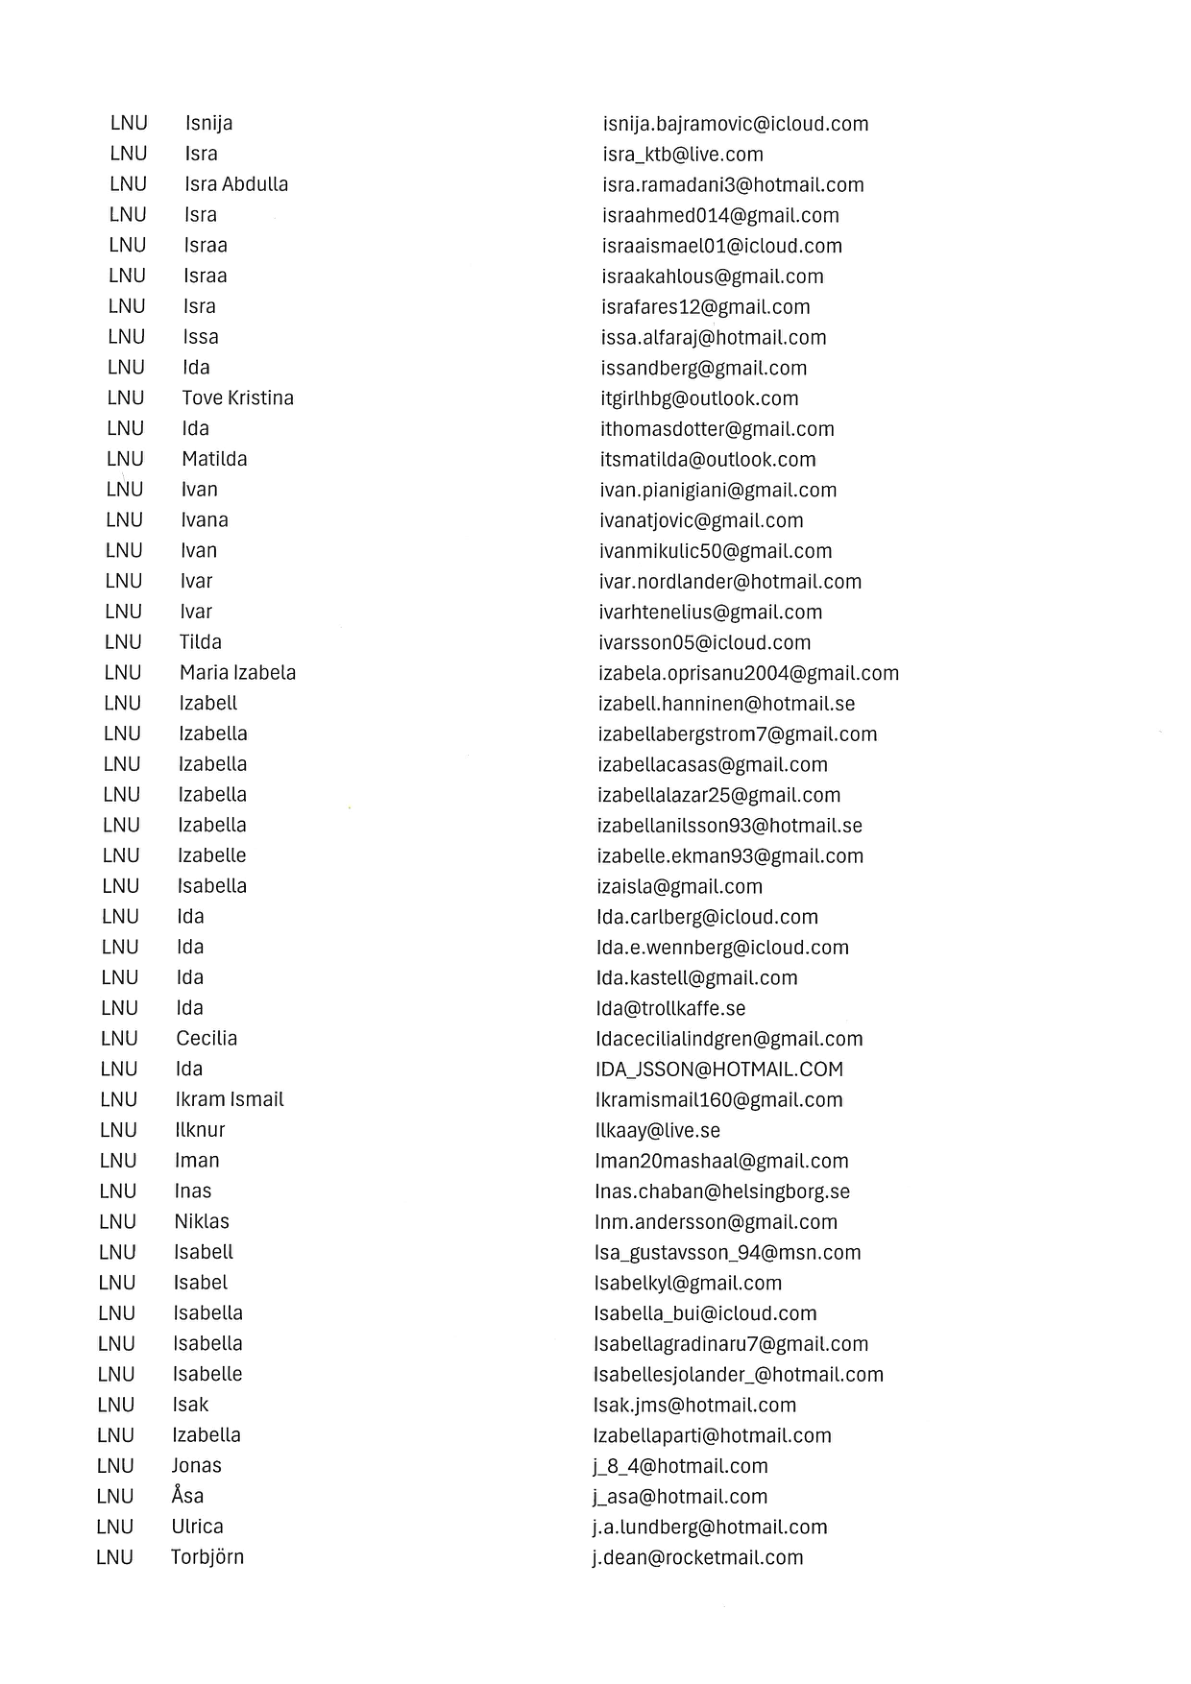 LNU Isnija isnija.bajramovic@icloud.com
LNU Isra isra_ktb@live.com
LNU Isra Abdulla isra.ramadani3@hotmail.com
LNU Isra israahmed014@gmail.com
LNU Israa israaismael01@icloud.com
LNU Israa israakahlous@gmail.com
LNU Isra israfares12@gmail.com
LNU Issa issa.alfaraj@hotmail.com
LNU Ida issandberg@gmail.com
LNU Tove Kristina itgirlhbg@outlook.com
LNU Ida ithomasdotter@gmail.com
LNU Matilda itsmatilda@outlook.com
LNU Ivan ivan.pianigiani@gmail.com
LNU Ivana ivanatjovic@gmail.com
LNU Ivan ivanmikulic50@gmail.com
LNU Ivar ivar.nordlander@hotmail.com
LNU Ivar ivarhtenelius@gmail.com
LNU Tilda ivarsson05@icloud.com
LNU Maria Izabela izabela.oprisanu2004@gmail.com
LNU Izabell izabell.hanninen@hotmail.se
LNU Izabella izabellabergstrom7@gmail.com
LNU Izabella izabellacasas@gmail.com
LNU Izabella izabellalazar25@gmail.com
LNU Izabella izabellanilsson93@hotmail.se
LNU Izabelle izabelle.ekman93@gmail.com
LNU Isabella izaisla@gmail.com
LNU Ida Ida.carlberg@icloud.com
LNU Ida Ida.e.wennberg@icloud.com
LNU Ida Ida.kastell@gmail.com
LNU Ida Ida@trollkaffe.se
LNU Cecilia Idacecilialindgren@gmail.com
LNU Ida IDA_JSSON@HOTMAIL.COM
LNU Ikram Ismail Ikramismail160@gmail.com
LNU Ilknur Ilkaay@live.se
LNU Iman Iman20mashaal@gmail.com
LNU Inas Inas.chaban@helsingborg.se
LNU Niklas Inm.andersson@gmail.com
LNU Isabell Isa_gustavsson_94@msn.com
LNU Isabel Isabelkyl@gmail.com
LNU Isabella Isabella_bui@icloud.com
LNU Isabella Isabellagradinaru7@gmail.com
LNU Isabelle Isabellesjolander_@hotmail.com
LNU Isak Isak.jms@hotmail.com
LNU Izabella Izabellaparti@hotmail.com
LNU Jonas j_8_4@hotmail.com
LNU Åsa j_asa@hotmail.com
LNU Ulrica j.a.lundberg@hotmail.com
LNU Torbjörn j.dean@rocketmail.com